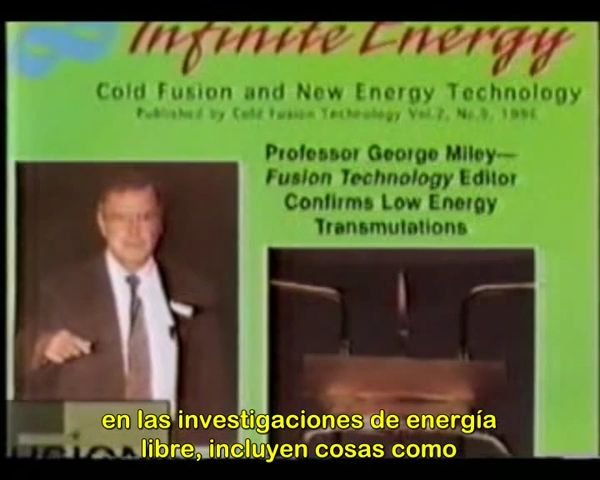 Infinite Energy
Cold Fusion and New Energy Technology
Published by Cold Fusion Technology Vol.2, No.9, 1996
Professor George Miley—
Fusion Technology Editor
Confirms Low Energy
Transmutations
en las investigaciones de energía
libre, incluyen cosas como